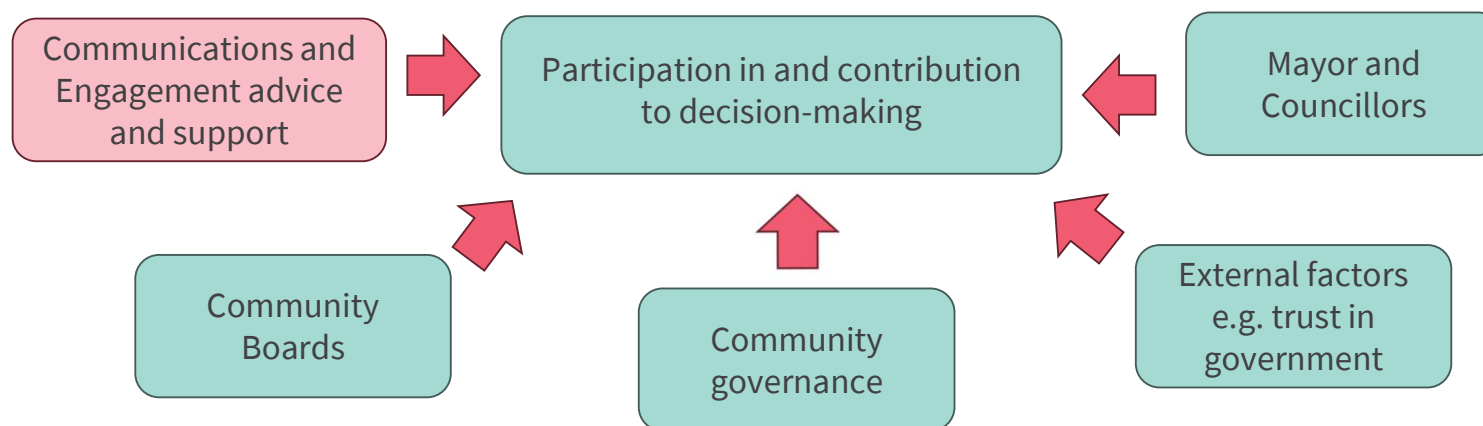 Communications and
Engagement advice
and support
Participation in and contribution
to decision-making
Mayor and
Councillors
Community
Boards
Community
governance
External factors
e.g. trust in
government